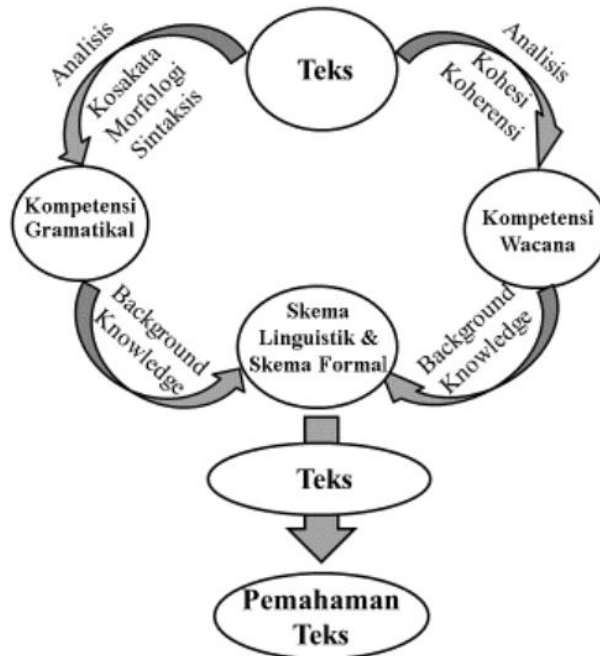 Teks
Analisis
Kosakata
Morfologi
Sintaksis
Analisis
Kohesi
Koherensi
Kompetensi
Gramatikal
Kompetensi
Wacana
Background
Knowledge
Skema
Linguistik &
Skema Formal
Background
Knowledge
Teks
Pemahaman
Teks